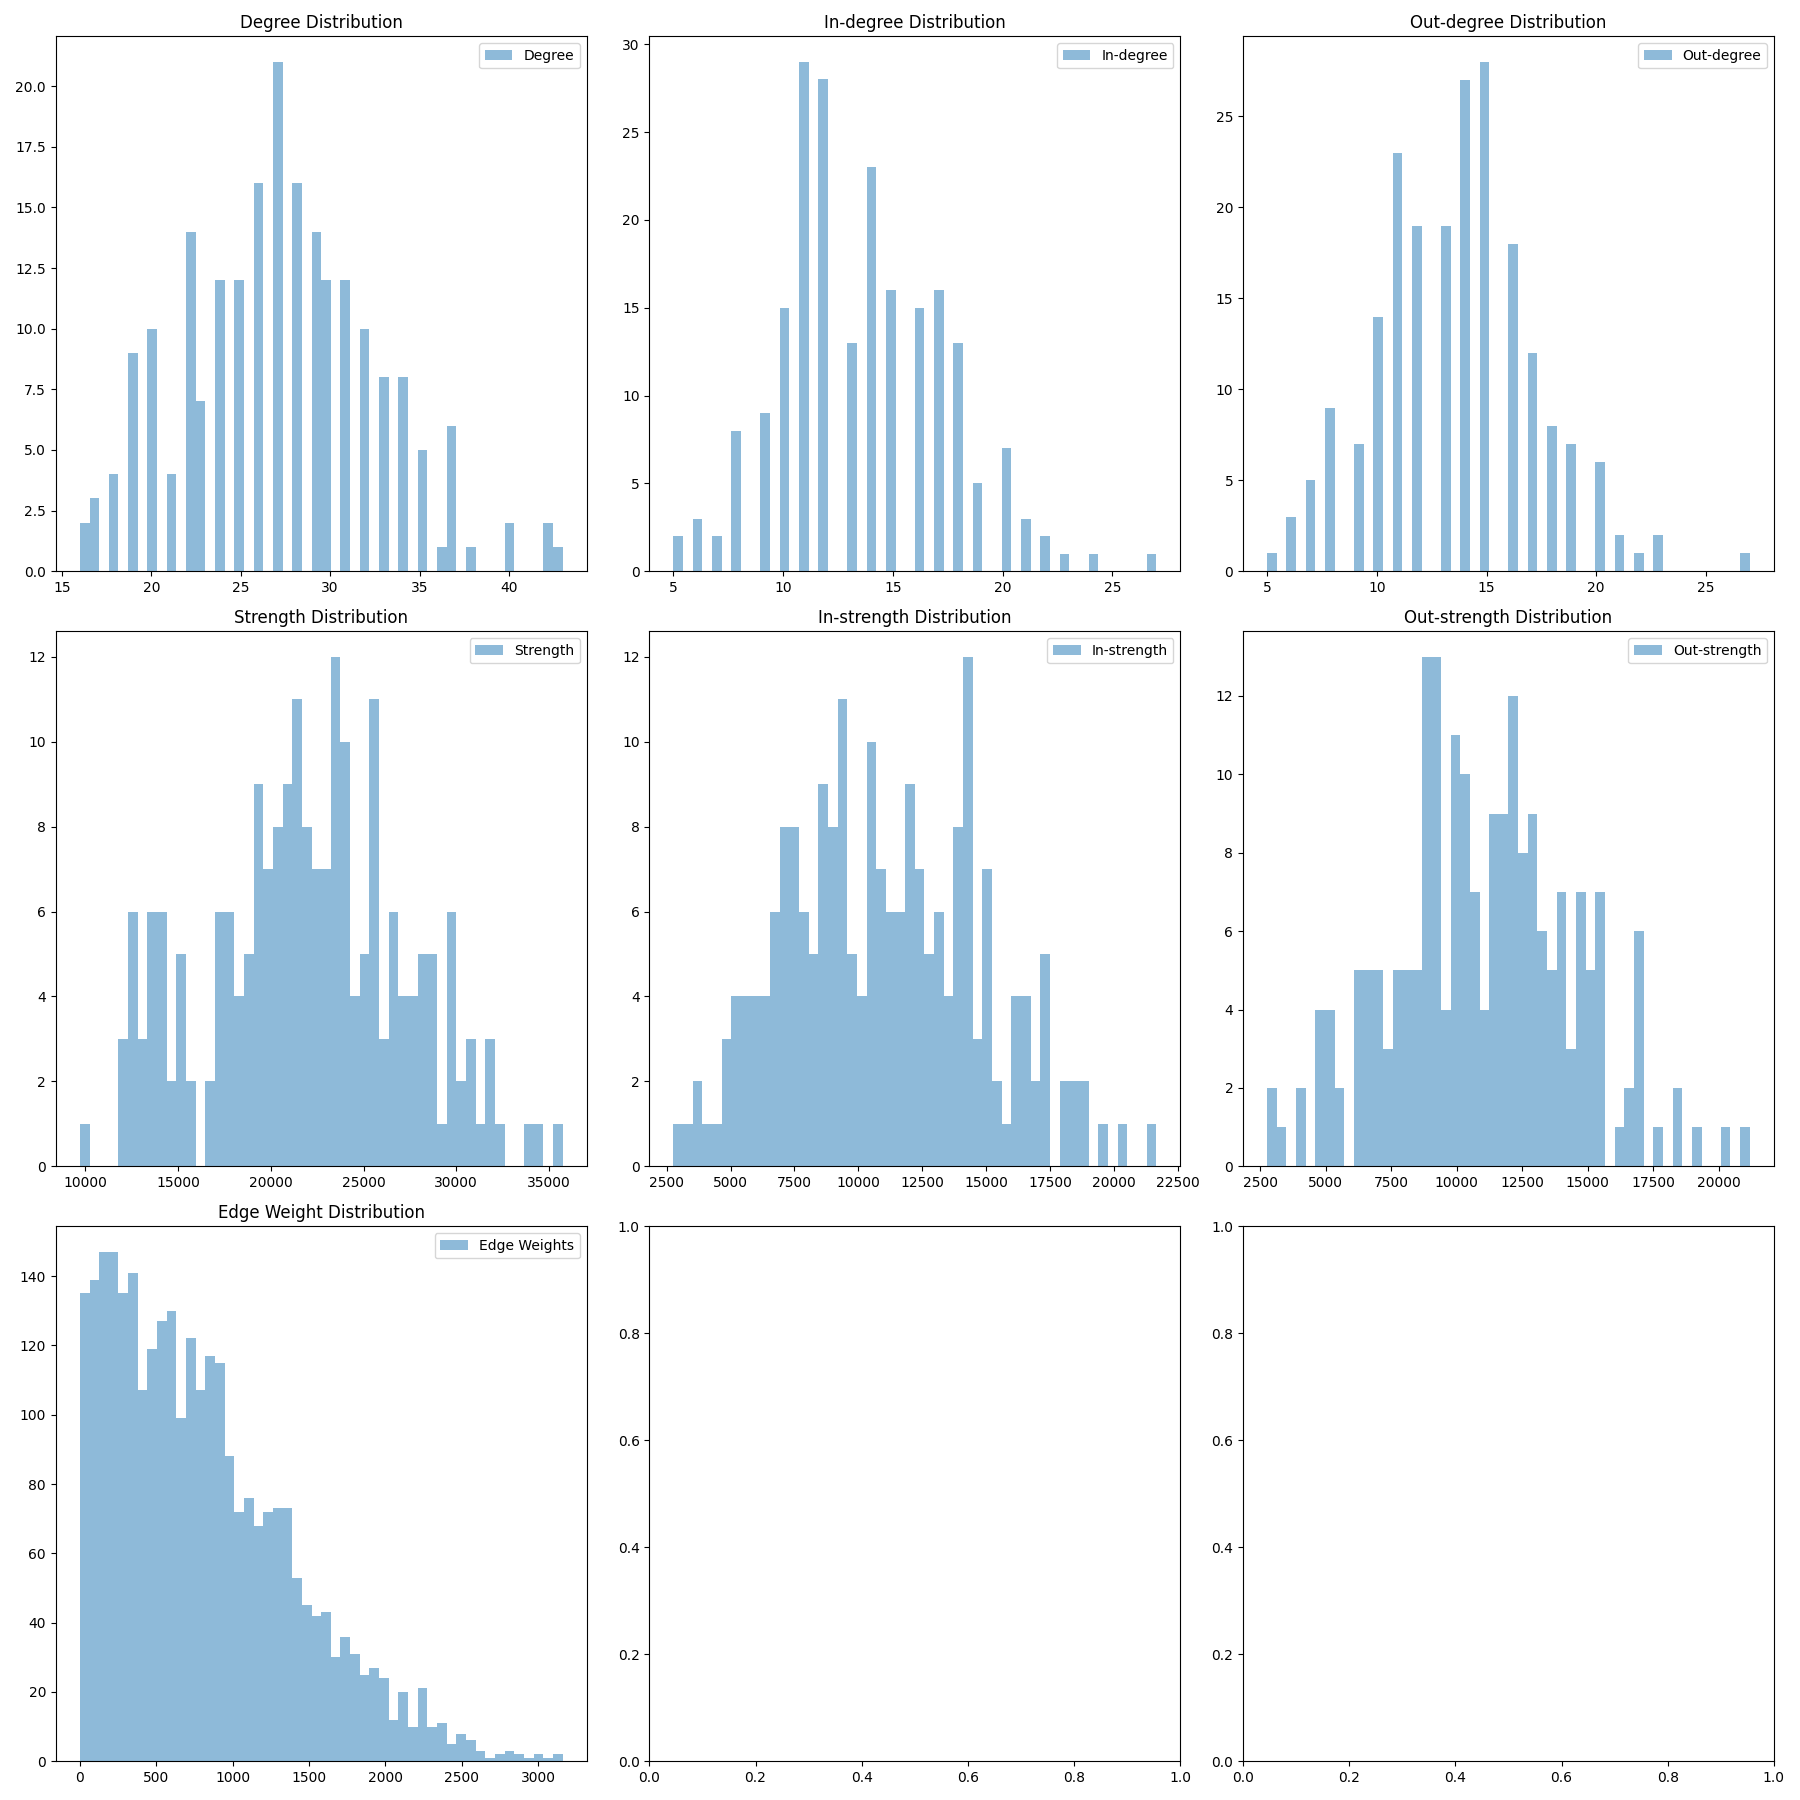 Degree Distribution
Degree
20.0
17.5
15.0
12.5
10.0
7.5
5.0
2.5
0.0
15 20 25 30 35 40
In-degree Distribution
In-degree
30
25
20
15
10
5
0
5 10 15 20 25
Out-degree Distribution
Out-degree
25
20
15
10
5
0
5 10 15 20 25
Strength Distribution
Strength
12
10
8
6
4
2
0
10000 15000 20000 25000 30000 35000
In-strength Distribution
In-strength
12
10
8
6
4
2
0
2500 5000 7500 10000 12500 15000 17500 20000 22500
Out-strength Distribution
Out-strength
12
10
8
6
4
2
0
2500 5000 7500 10000 12500 15000 17500 20000
Edge Weight Distribution
Edge Weights
140
120
100
80
60
40
20
0
0 500 1000 1500 2000 2500 3000
1.0
0.8
0.6
0.4
0.2
0.0
0.0 0.2 0.4 0.6 0.8 1.0
1.0
0.8
0.6
0.4
0.2
0.0
0.0 0.2 0.4 0.6 0.8 1.0